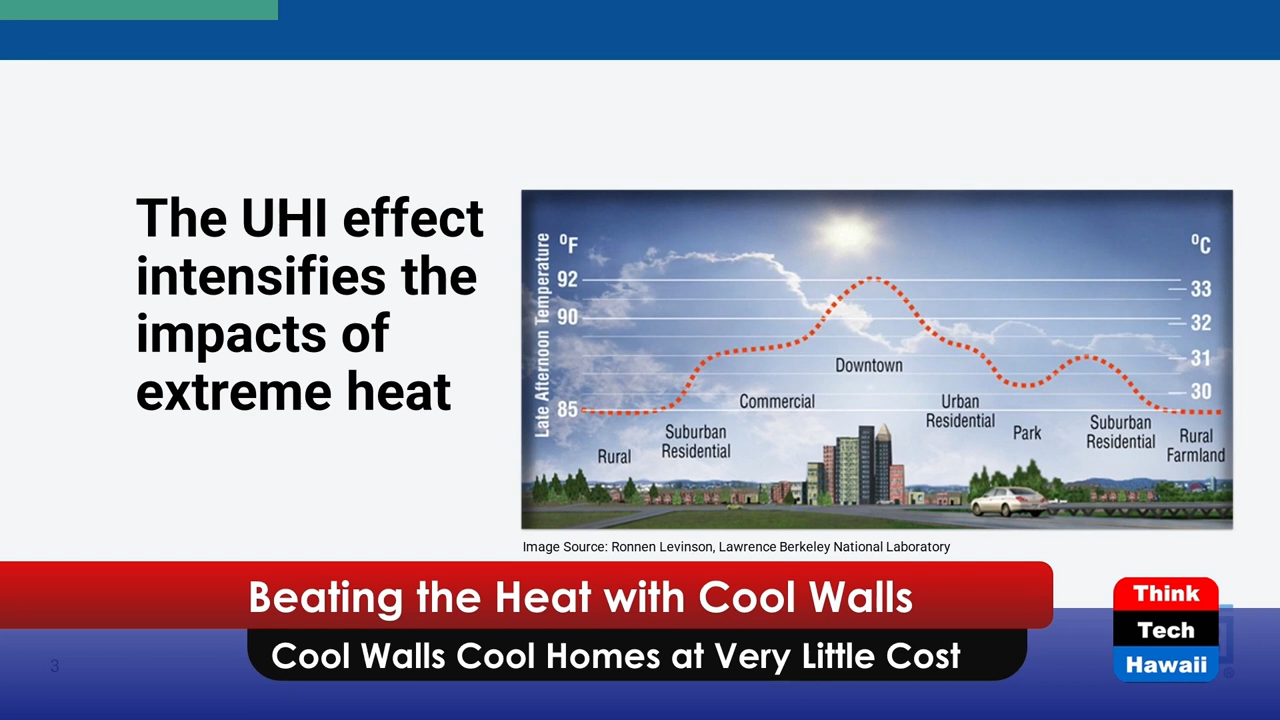 The UHI effect
intensifies the
impacts of
extreme heat
Late Afternoon Temperature
ºF
92
90
85
ºC
33
32
31
30
Rural
Suburban
Residential
Commercial
Downtown
Urban
Residential
Park
Suburban
Residential
Rural
Farmland
Image Source: Ronnen Levinson, Lawrence Berkeley National Laboratory
Beating the Heat with Cool Walls
Cool Walls Cool Homes at Very Little Cost
3
Think
Tech
Hawaii
®